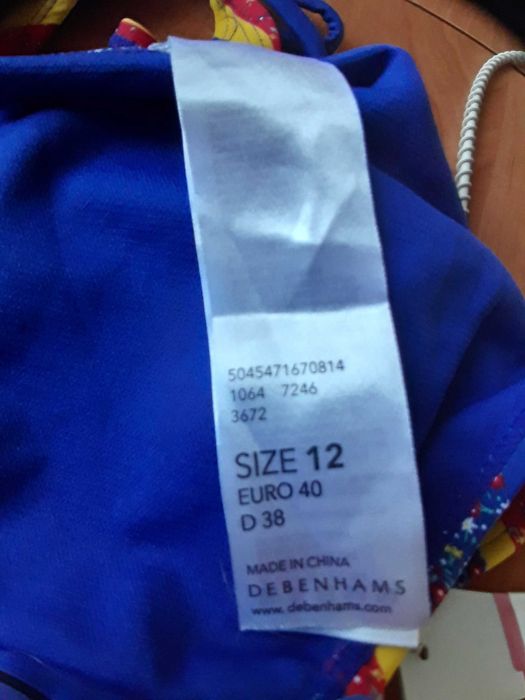 5045471670814
1064 7246
3672
SIZE 12
EURO 40
D 38
MADE IN CHINA
DEBENHAMS
www.debenhams.com